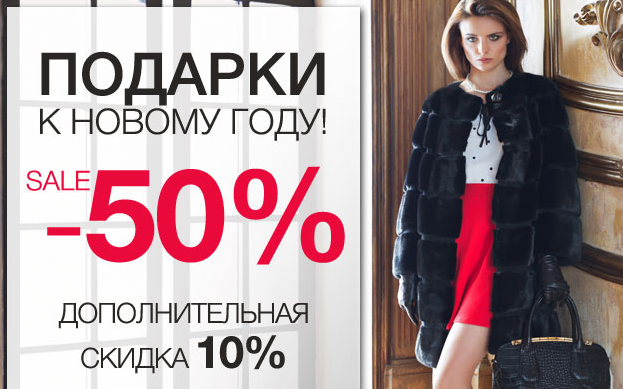 ПОДАРКИ
К НОВОМУ ГОДУ!
SALE -50%
ДОПОЛНИТЕЛЬНАЯ
СКИДКА 10%